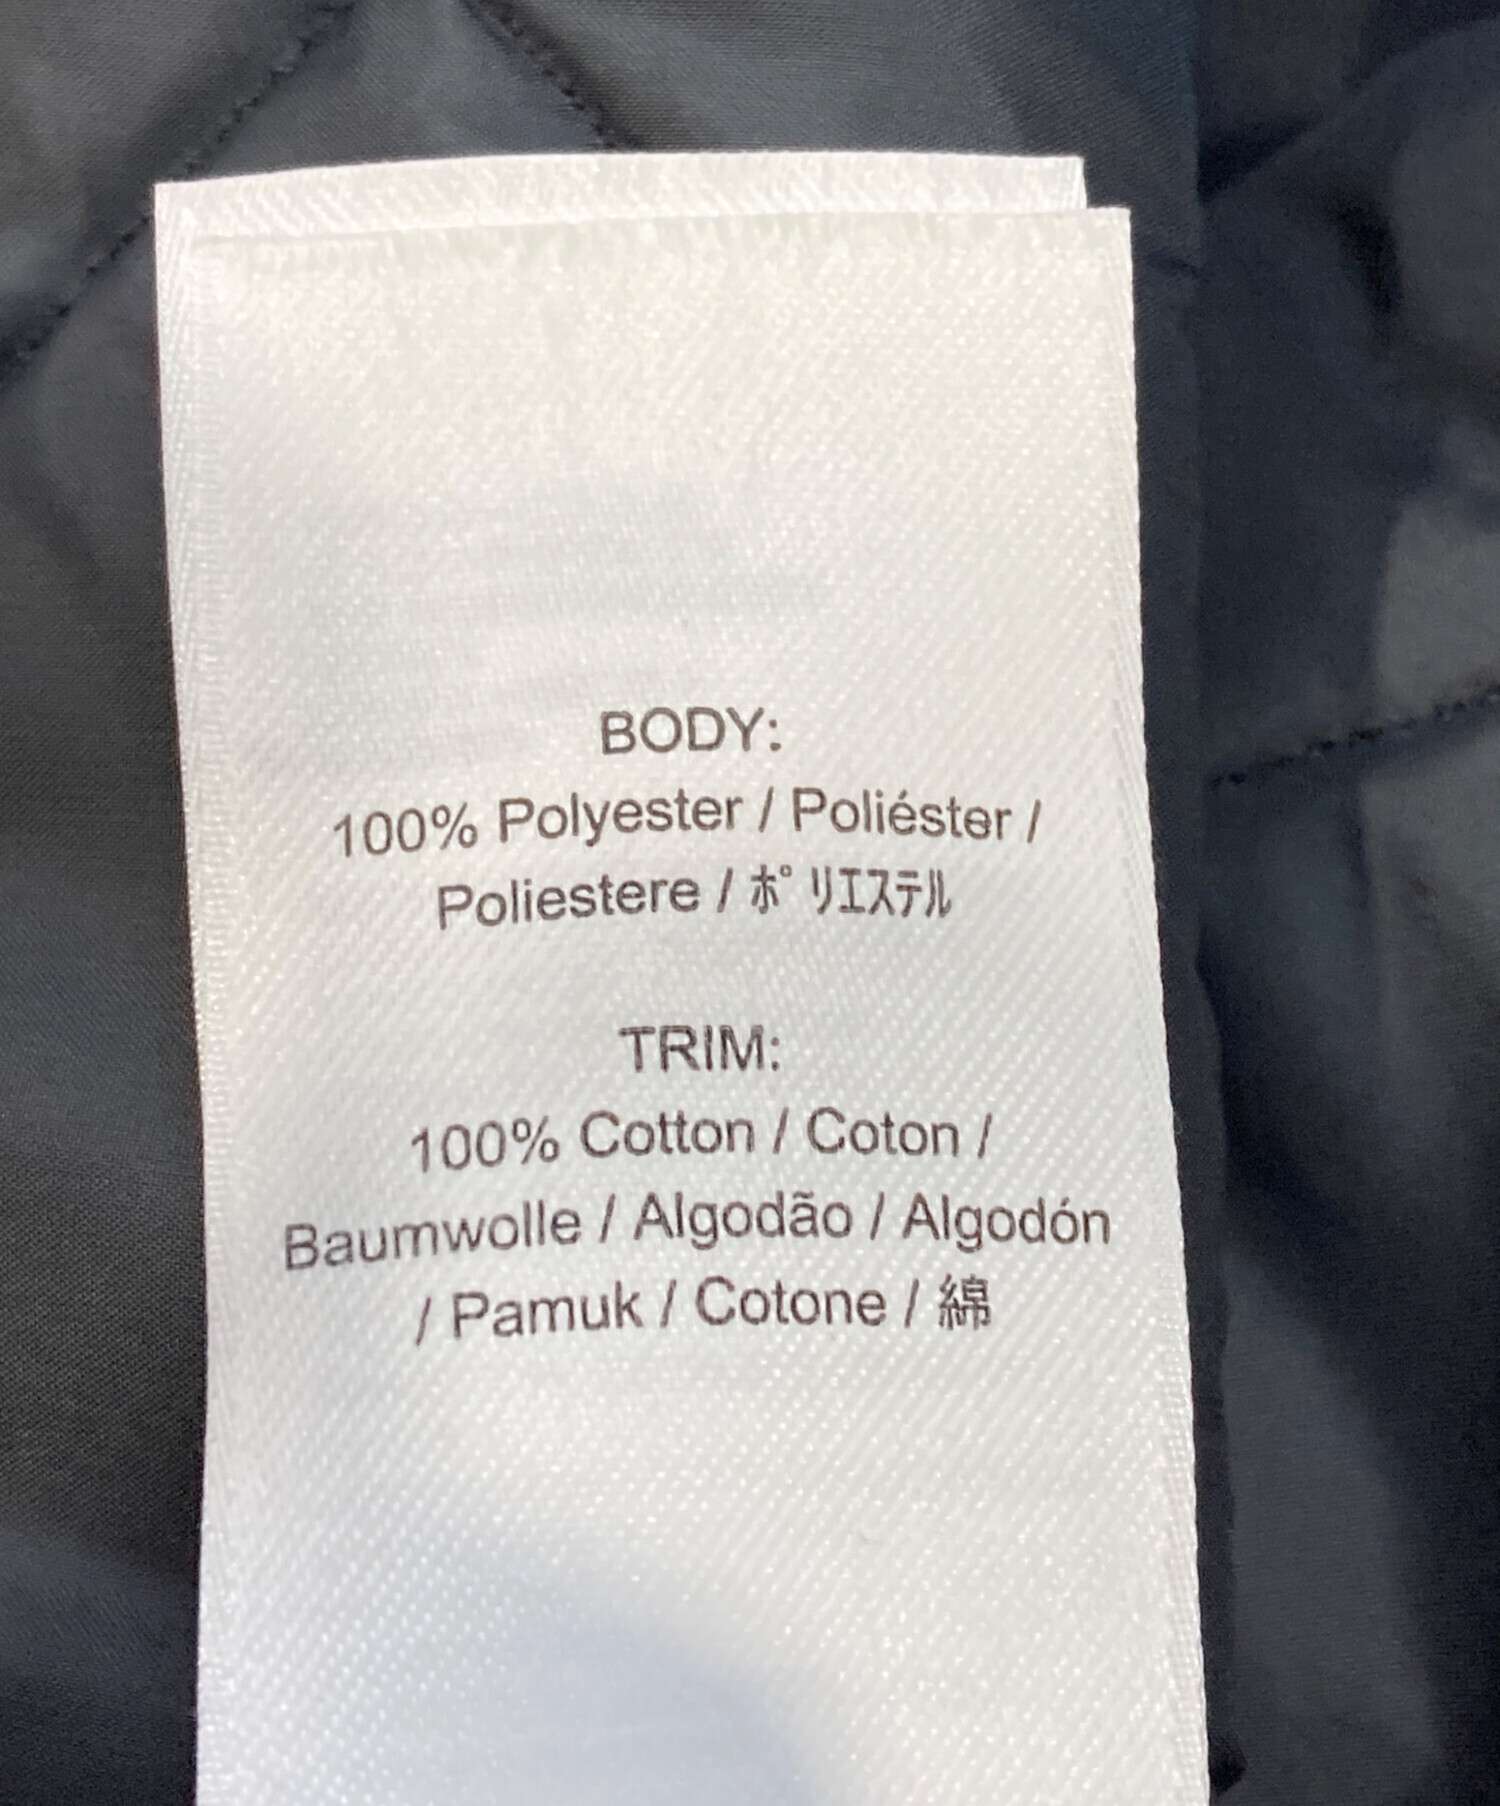 BODY:
100% Polyester / Poliéster /
Poliestere / ﾎﾟﾘｴｽﾃﾙ
TRIM:
100% Cotton / Coton /
Baumwolle / Algodão / Algodón
/ Pamuk / Cotone / 綿